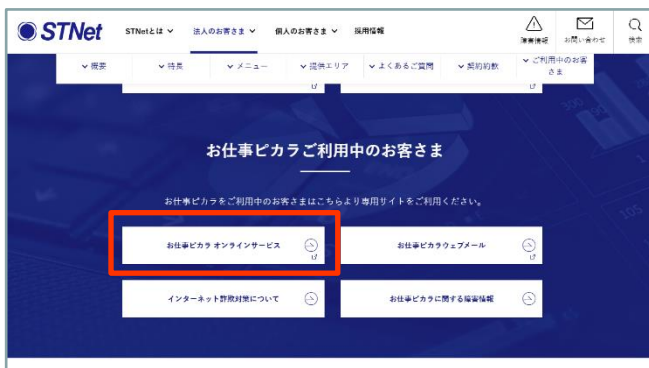 STNet
STNetとは 法人のお客さま 個人のお客さま 採用情報
障害情報 お問い合わせ 検索
概要 特長 メニュー 提供エリア よくあるご質問 契約約款 ご利用中のお客さま
お仕事ピカラご利用中のお客さま
お仕事ピカラをご利用中のお客さまはこちらより専用サイトをご利用ください。
お仕事ピカラ オンラインサービス お仕事ピカラウェブメール
インターネット詐欺対策について お仕事ピカラに関する障害情報